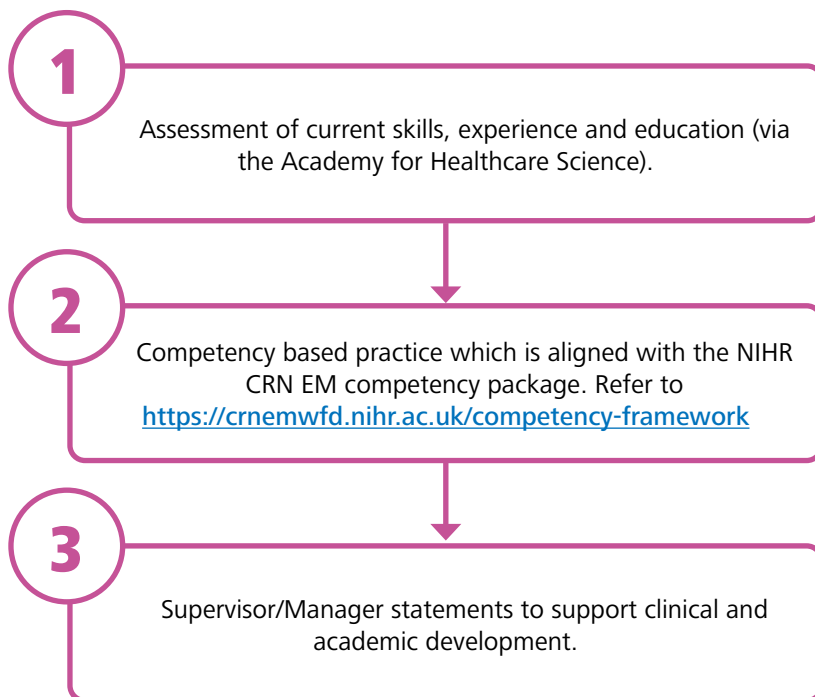 1
Assessment of current skills, experience and education (via
the Academy for Healthcare Science).
2
Competency based practice which is aligned with the NIHR
CRN EM competency package. Refer to
https://crnemwfd.nihr.ac.uk/competency-framework
3
Supervisor/Manager statements to support clinical and
academic development.